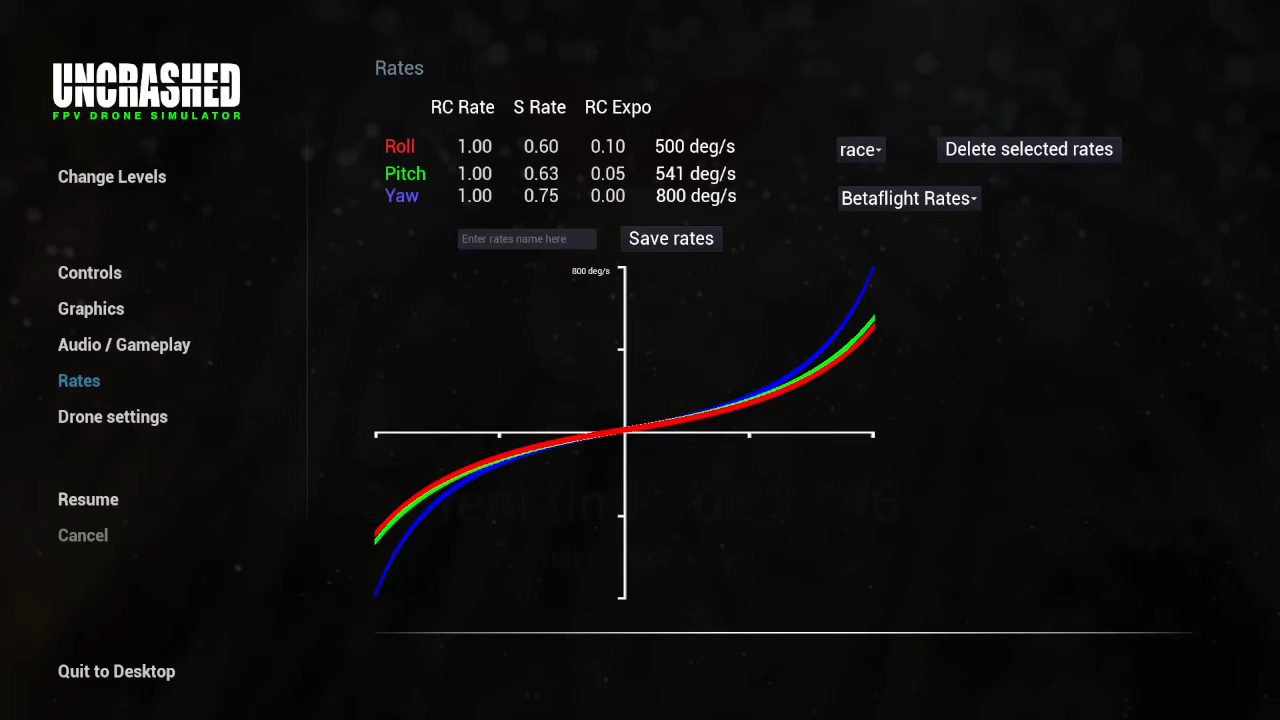 UNCRASHED
FPV DRONE SIMULATOR
Change Levels
Controls
Graphics
Audio / Gameplay
Rates
Drone settings
Resume
Cancel
Quit to Desktop
Rates
RC Rate S Rate RC Expo
Roll 1.00 0.60 0.10 500 deg/s
Pitch 1.00 0.63 0.05 541 deg/s
Yaw 1.00 0.75 0.00 800 deg/s
race
Delete selected rates
Betaflight Rates
Enter rates name here
Save rates
800 deg/s